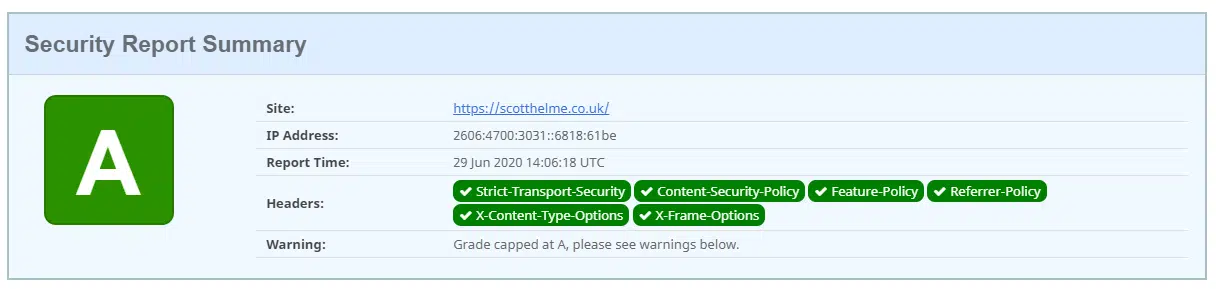 Security Report Summary
A
Site: https://scotthelme.co.uk/
IP Address: 2606:4700:3031::6818:61be
Report Time: 29 Jun 2020 14:06:18 UTC
Headers: Strict-Transport-Security Content-Security-Policy Feature-Policy Referrer-Policy
X-Content-Type-Options X-Frame-Options
Warning: Grade capped at A, please see warnings below.